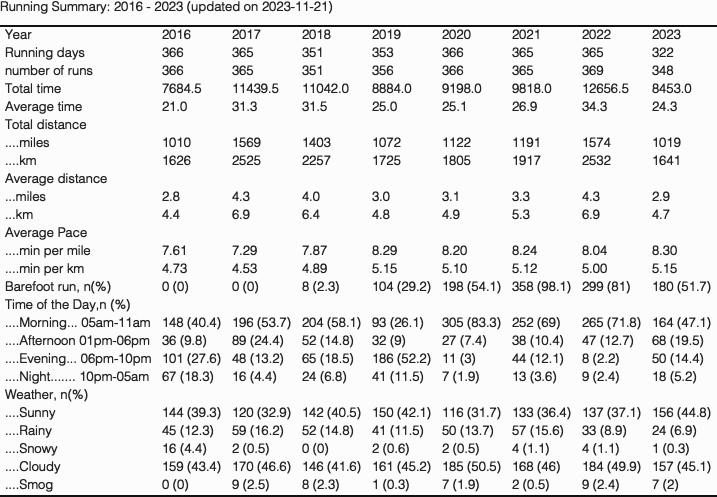 Running Summary: 2016 - 2023 (updated on 2023-11-21)
Year 2016 2017 2018 2019 2020 2021 2022 2023
Running days 366 365 351 353 366 365 365 322
number of runs 366 365 351 356 366 365 369 348
Total time 7684.5 11439.5 11042.0 8884.0 9198.0 9818.0 12656.5 8453.0
Average time 21.0 31.3 31.5 25.0 25.1 26.9 34.3 24.3
Total distance
....miles 1010 1569 1403 1072 1122 1191 1574 1019
....km 1626 2525 2257 1725 1805 1917 2532 1641
Average distance
...miles 2.8 4.3 4.0 3.0 3.1 3.3 4.3 2.9
...km 4.4 6.9 6.4 4.8 4.9 5.3 6.9 4.7
Average Pace
....min per mile 7.61 7.29 7.87 8.29 8.20 8.24 8.04 8.30
....min per km 4.73 4.53 4.89 5.15 5.10 5.12 5.00 5.15
Barefoot run, n(%) 0 (0) 0 (0) 8 (2.3) 104 (29.2) 198 (54.1) 358 (98.1) 299 (81) 180 (51.7)
Time of the Day,n (%)
....Morning... 05am-11am 148 (40.4) 196 (53.7) 204 (58.1) 93 (26.1) 305 (83.3) 252 (69) 265 (71.8) 164 (47.1)
....Afternoon 01pm-06pm 36 (9.8) 89 (24.4) 52 (14.8) 32 (9) 27 (7.4) 38 (10.4) 47 (12.7) 68 (19.5)
....Evening... 06pm-10pm 101 (27.6) 48 (13.2) 65 (18.5) 186 (52.2) 11 (3) 44 (12.1) 8 (2.2) 50 (14.4)
....Night....... 10pm-05am 67 (18.3) 16 (4.4) 24 (6.8) 41 (11.5) 7 (1.9) 13 (3.6) 9 (2.4) 18 (5.2)
Weather, n(%)
....Sunny 144 (39.3) 120 (32.9) 142 (40.5) 150 (42.1) 116 (31.7) 133 (36.4) 137 (37.1) 156 (44.8)
....Rainy 45 (12.3) 59 (16.2) 52 (14.8) 41 (11.5) 50 (13.7) 57 (15.6) 33 (8.9) 24 (6.9)
....Snowy 16 (4.4) 2 (0.5) 0 (0) 2 (0.6) 2 (0.5) 4 (1.1) 4 (1.1) 1 (0.3)
....Cloudy 159 (43.4) 170 (46.6) 146 (41.6) 161 (45.2) 185 (50.5) 168 (46) 184 (49.9) 157 (45.1)
....Smog 0 (0) 9 (2.5) 8 (2.3) 1 (0.3) 7 (1.9) 2 (0.5) 9 (2.4) 7 (2)